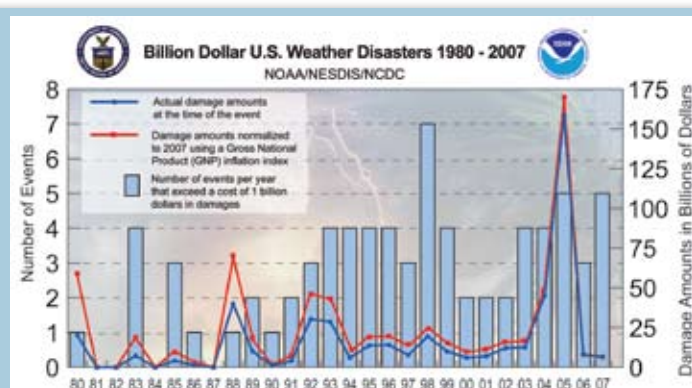 Billion Dollar U.S. Weather Disasters 1980 - 2007
NOAA/NESDIS/NCDC
Actual damage amounts
at the time of the event
Damage amounts normalized
to 2007 using a Gross National
Product (GNP) inflation index
Number of events per year
that exceed a cost of 1 billion
dollars in damages
Number of Events
8
7
6
5
4
3
2
1
0
175
150
125
100
75
50
25
0
Damage Amounts in Billions of Dollars
80 81 82 83 84 85 86 87 88 89 90 91 92 93 94 95 96 97 98 99 00 01 02 03 04 05 06 07